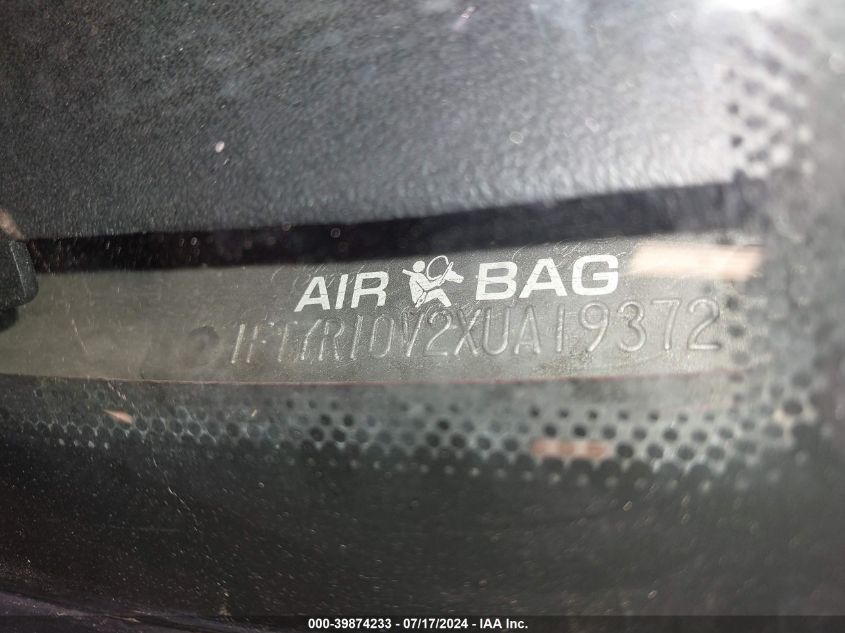 AIR BAG
1FTYR10V2XUA19372
000-39874233 - 07/17/2024 - IAA Inc.